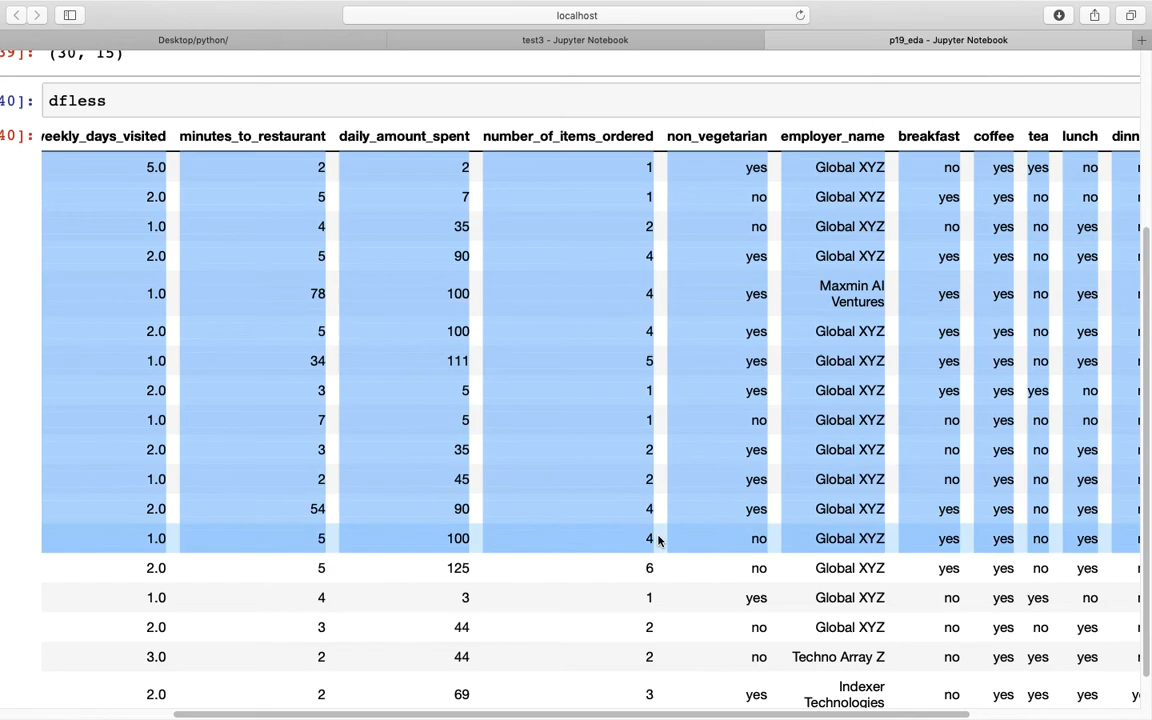 localhost
Desktop/python/ test3 - Jupyter Notebook p19_eda - Jupyter Notebook
39]: (30, 15)
40]: dfless
40]: weekly_days_visited minutes_to_restaurant daily_amount_spent number_of_items_ordered non_vegetarian employer_name breakfast coffee tea lunch dinn
5.0 2 2 1 yes Global XYZ no yes yes no
2.0 5 7 1 no Global XYZ yes yes no no
1.0 4 35 2 no Global XYZ no yes no yes
2.0 5 90 4 yes Global XYZ yes yes no yes
1.0 78 100 4 yes Maxmin AI Ventures yes yes no yes
2.0 5 100 4 yes Global XYZ yes yes no yes
1.0 34 111 5 yes Global XYZ yes yes no yes
2.0 3 5 1 yes Global XYZ no yes yes no
1.0 7 5 1 no Global XYZ no yes no yes
2.0 3 35 2 yes Global XYZ no yes no yes
1.0 2 45 2 yes Global XYZ no yes no yes
2.0 54 90 4 yes Global XYZ yes yes no yes
1.0 5 100 4 no Global XYZ yes yes no yes
2.0 5 125 6 no Global XYZ yes yes no yes
1.0 4 3 1 yes Global XYZ no yes yes no
2.0 3 44 2 no Global XYZ no yes no yes
3.0 2 44 2 no Techno Array Z no yes yes yes
2.0 2 69 3 yes Indexer Technologies no yes yes yes